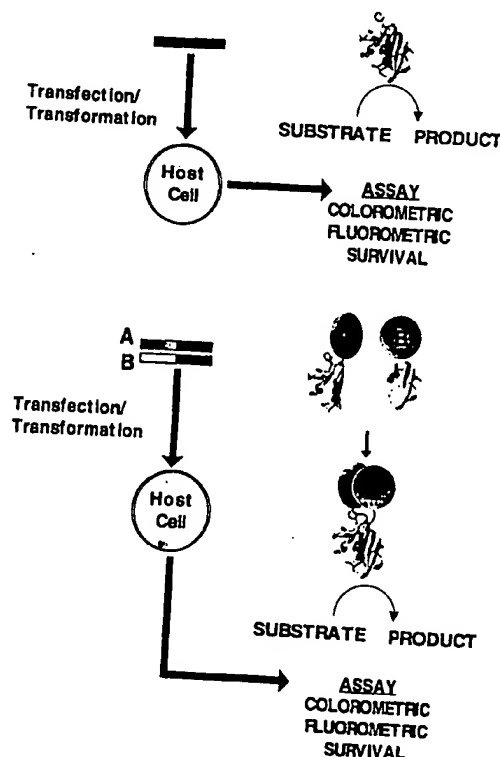 Transfection/
Transformation
SUBSTRATE PRODUCT
Host
Cell
ASSAY
COLOROMETRIC
FLUOROMETRIC
SURVIVAL
A
B
Transfection/
Transformation
Host
Cell
SUBSTRATE PRODUCT
ASSAY
COLOROMETRIC
FLUOROMETRIC
SURVIVAL